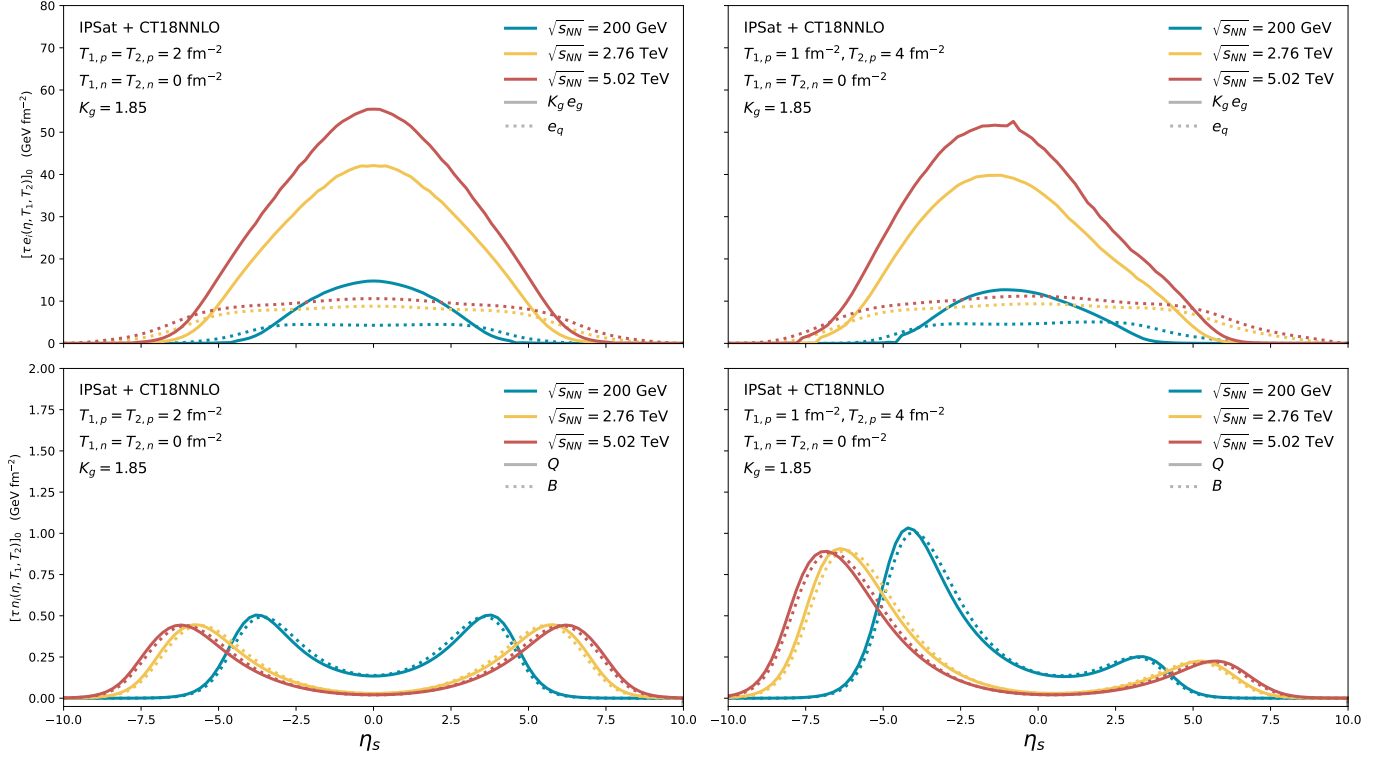 80
70
60
50
40
30
20
10
0
[τ e_i(η, T_1, T_2)]_0 (GeV fm^{-2})
IPSat + CT18NNLO
T_{1,p} = T_{2,p} = 2 fm^{-2}
T_{1,n} = T_{2,n} = 0 fm^{-2}
K_g = 1.85
√s_{NN} = 200 GeV
√s_{NN} = 2.76 TeV
√s_{NN} = 5.02 TeV
K_g e_g
e_q
IPSat + CT18NNLO
T_{1,p} = 1 fm^{-2}, T_{2,p} = 4 fm^{-2}
T_{1,n} = T_{2,n} = 0 fm^{-2}
K_g = 1.85
√s_{NN} = 200 GeV
√s_{NN} = 2.76 TeV
√s_{NN} = 5.02 TeV
K_g e_g
e_q
2.00
1.75
1.50
1.25
1.00
0.75
0.50
0.25
0.00
[τ n_i(η, T_1, T_2)]_0 (GeV fm^{-2})
IPSat + CT18NNLO
T_{1,p} = T_{2,p} = 2 fm^{-2}
T_{1,n} = T_{2,n} = 0 fm^{-2}
K_g = 1.85
√s_{NN} = 200 GeV
√s_{NN} = 2.76 TeV
√s_{NN} = 5.02 TeV
Q
B
−10.0 −7.5 −5.0 −2.5 0.0 2.5 5.0 7.5 10.0
η_s
IPSat + CT18NNLO
T_{1,p} = 1 fm^{-2}, T_{2,p} = 4 fm^{-2}
T_{1,n} = T_{2,n} = 0 fm^{-2}
K_g = 1.85
√s_{NN} = 200 GeV
√s_{NN} = 2.76 TeV
√s_{NN} = 5.02 TeV
Q
B
−10.0 −7.5 −5.0 −2.5 0.0 2.5 5.0 7.5 10.0
η_s